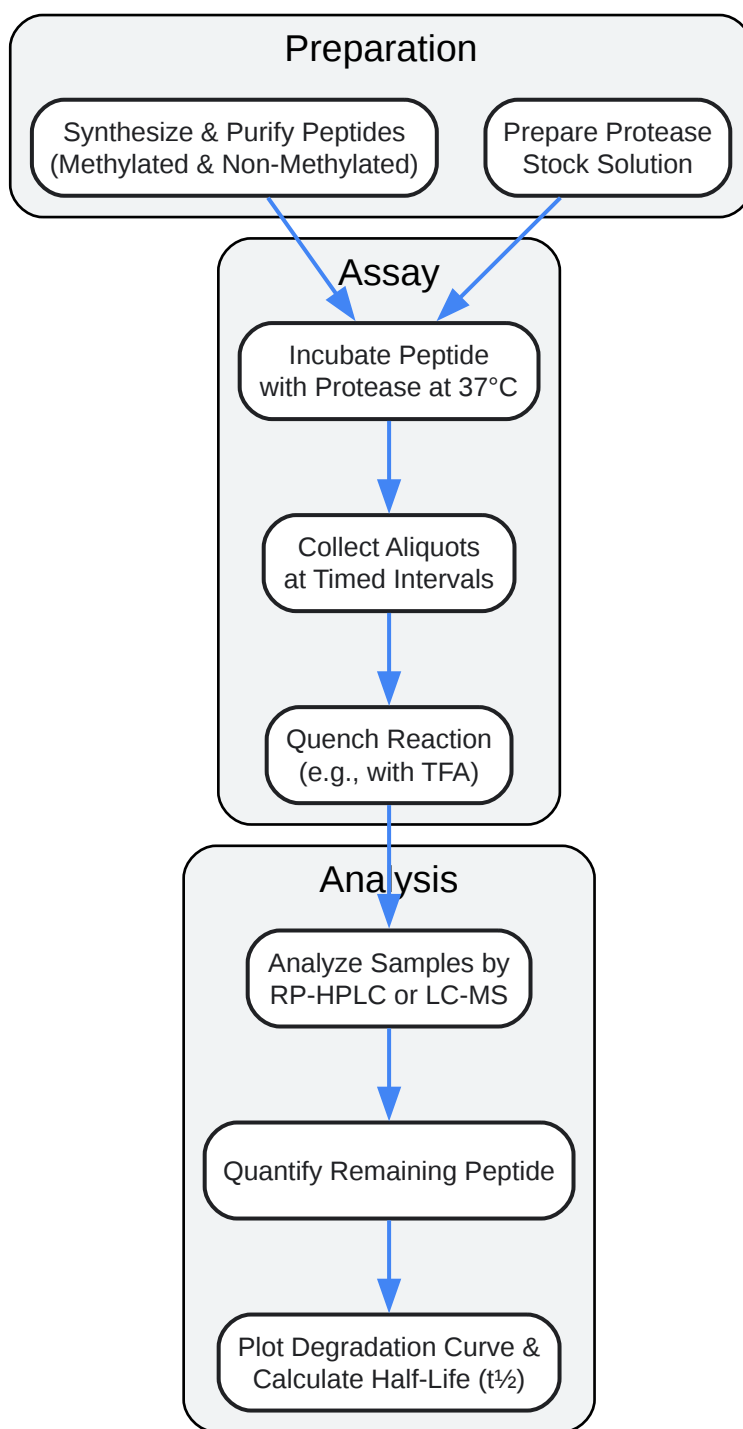 Preparation
Synthesize & Purify Peptides
(Methylated & Non-Methylated)
Prepare Protease
Stock Solution
Assay
Incubate Peptide
with Protease at 37°C
Collect Aliquots
at Timed Intervals
Quench Reaction
(e.g., with TFA)
Analysis
Analyze Samples by
RP-HPLC or LC-MS
Quantify Remaining Peptide
Plot Degradation Curve &
Calculate Half-Life (t½)